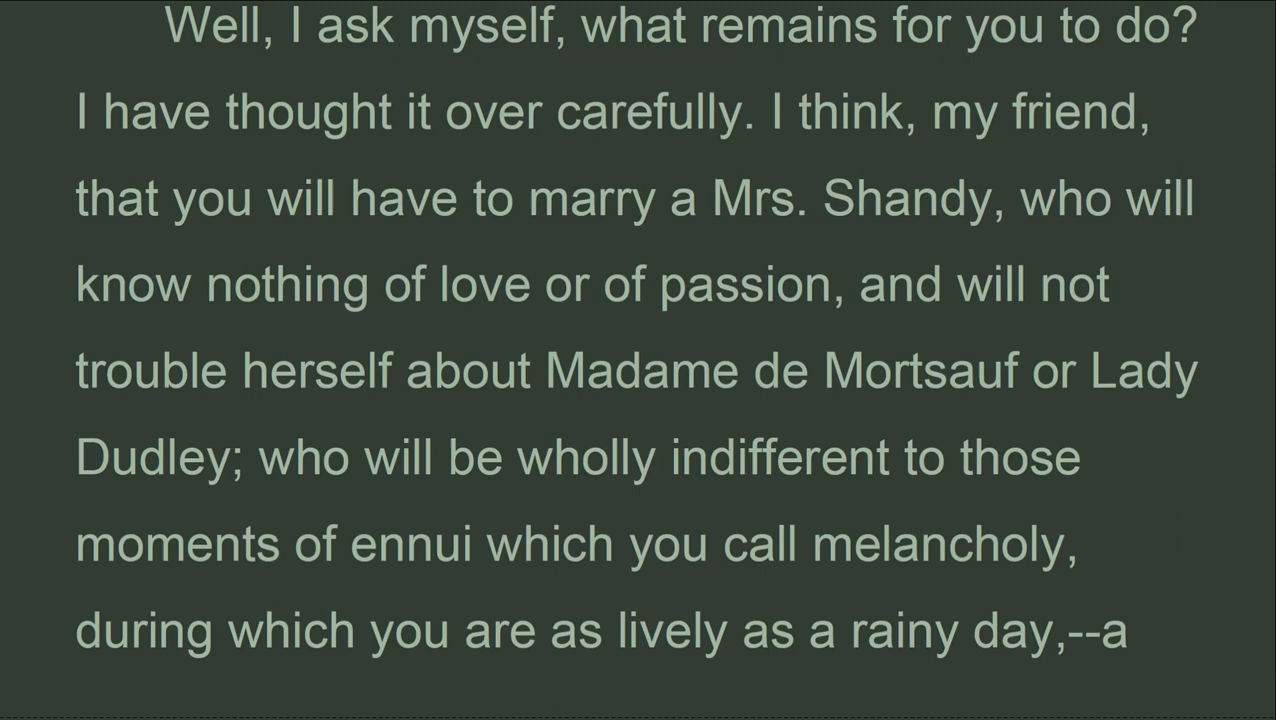 Well, I ask myself, what remains for you to do?
I have thought it over carefully. I think, my friend,
that you will have to marry a Mrs. Shandy, who will
know nothing of love or of passion, and will not
trouble herself about Madame de Mortsauf or Lady
Dudley; who will be wholly indifferent to those
moments of ennui which you call melancholy,
during which you are as lively as a rainy day,--a